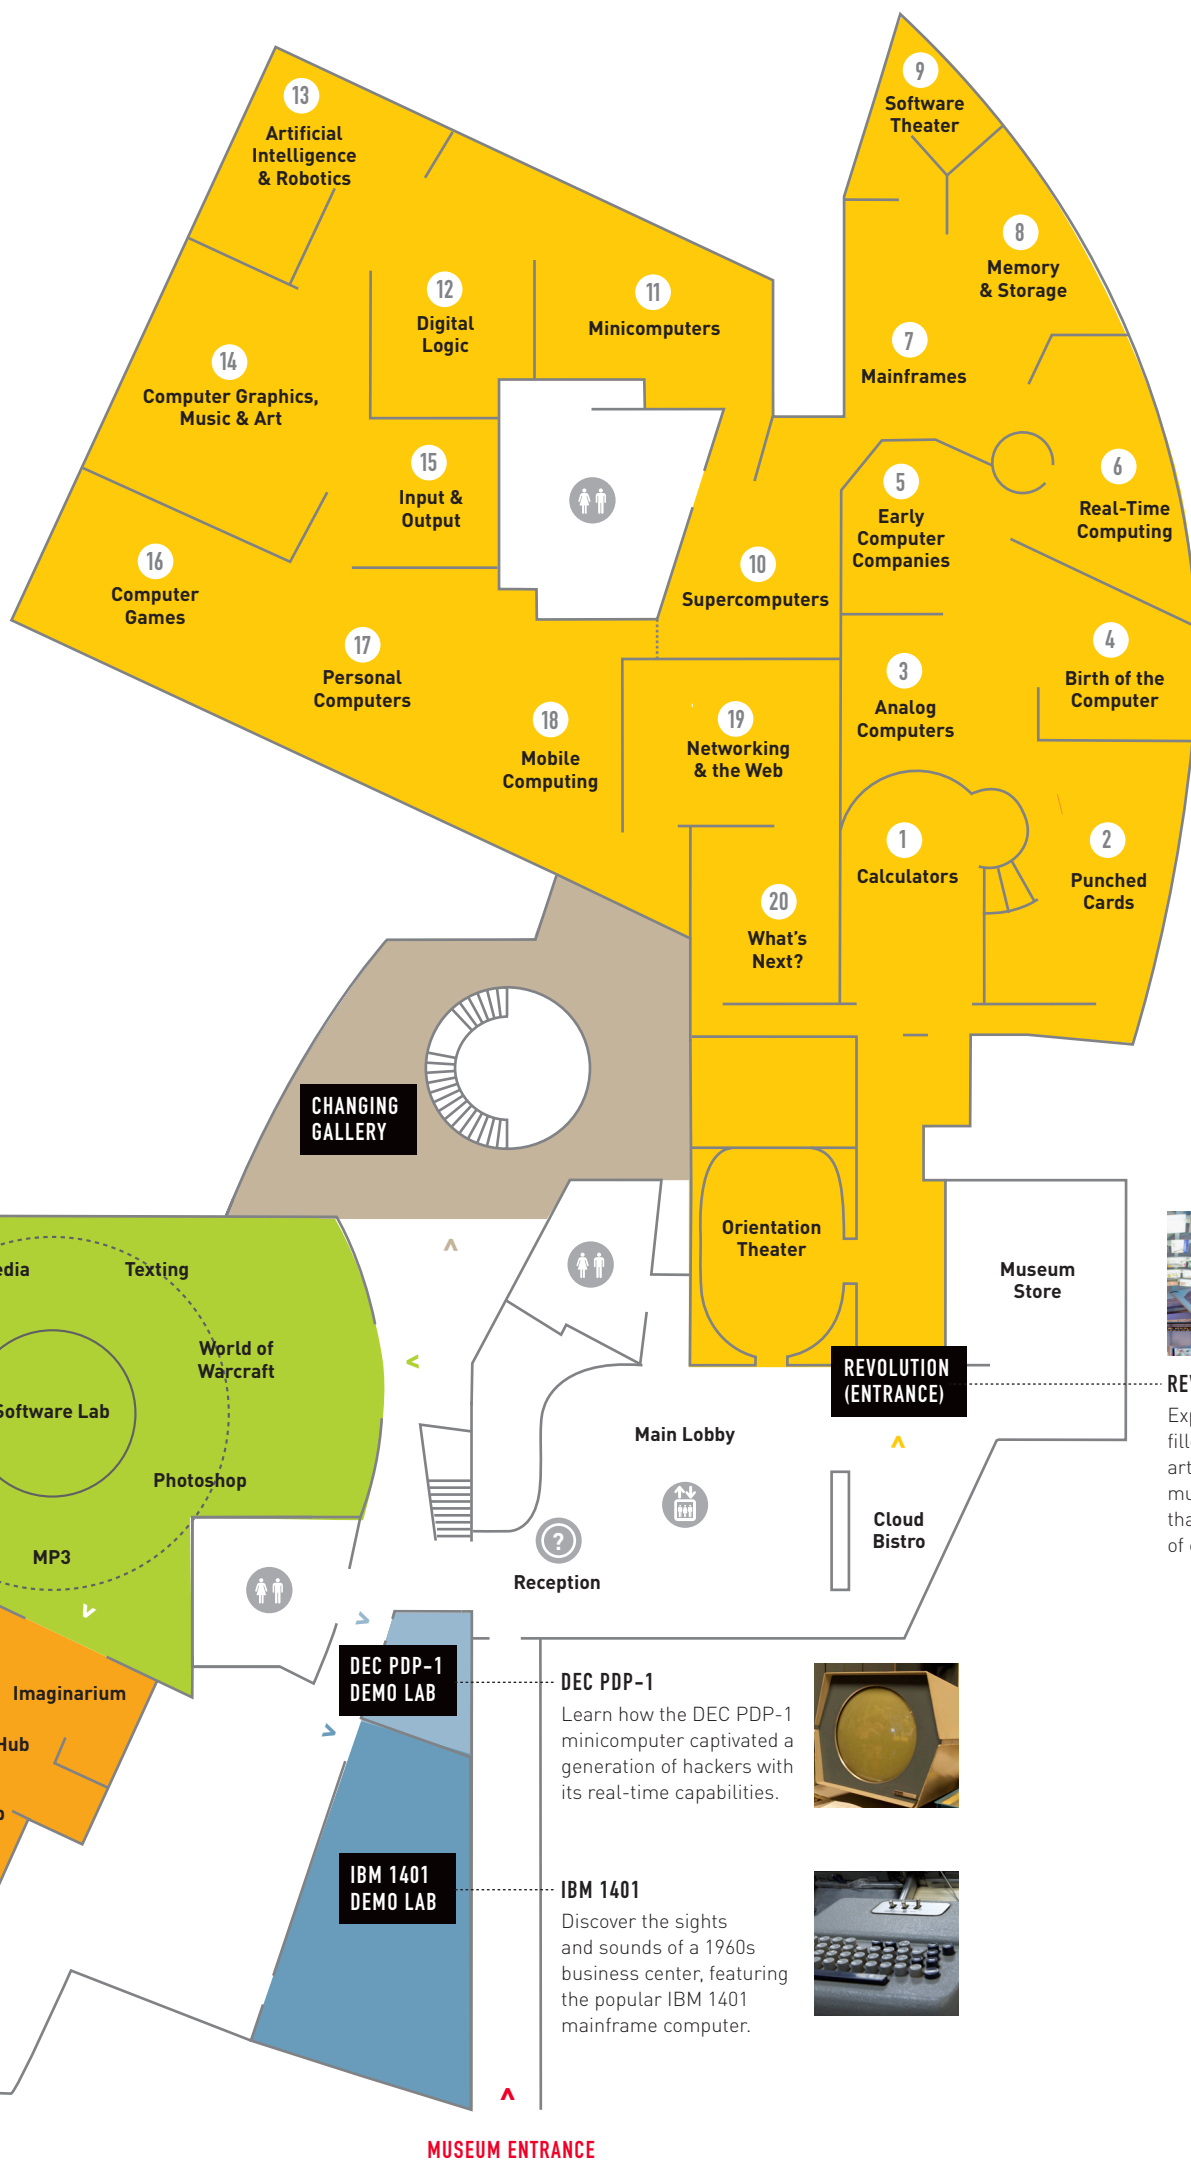 9
Software
Theater
13
Artificial
Intelligence
& Robotics
8
Memory
& Storage
12
Digital
Logic
11
Minicomputers
7
Mainframes
14
Computer Graphics,
Music & Art
15
Input &
Output
5
Early
Computer
Companies
6
Real-Time
Computing
16
Computer
Games
10
Supercomputers
17
Personal
Computers
3
Analog
Computers
4
Birth of the
Computer
18
Mobile
Computing
19
Networking
& the Web
1
Calculators
2
Punched
Cards
20
What's
Next?
CHANGING
GALLERY
Orientation
Theater
Museum
Store
Texting
World of
Warcraft
Software Lab
Photoshop
MP3
REVOLUTION
(ENTRANCE)
Main Lobby
Cloud
Bistro
?
Reception
Imaginarium
Hub
DEC PDP-1
DEMO LAB
DEC PDP-1
Learn how the DEC PDP-1
minicomputer captivated a
generation of hackers with
its real-time capabilities.
IBM 1401
DEMO LAB
IBM 1401
Discover the sights
and sounds of a 1960s
business center, featuring
the popular IBM 1401
mainframe computer.
MUSEUM ENTRANCE